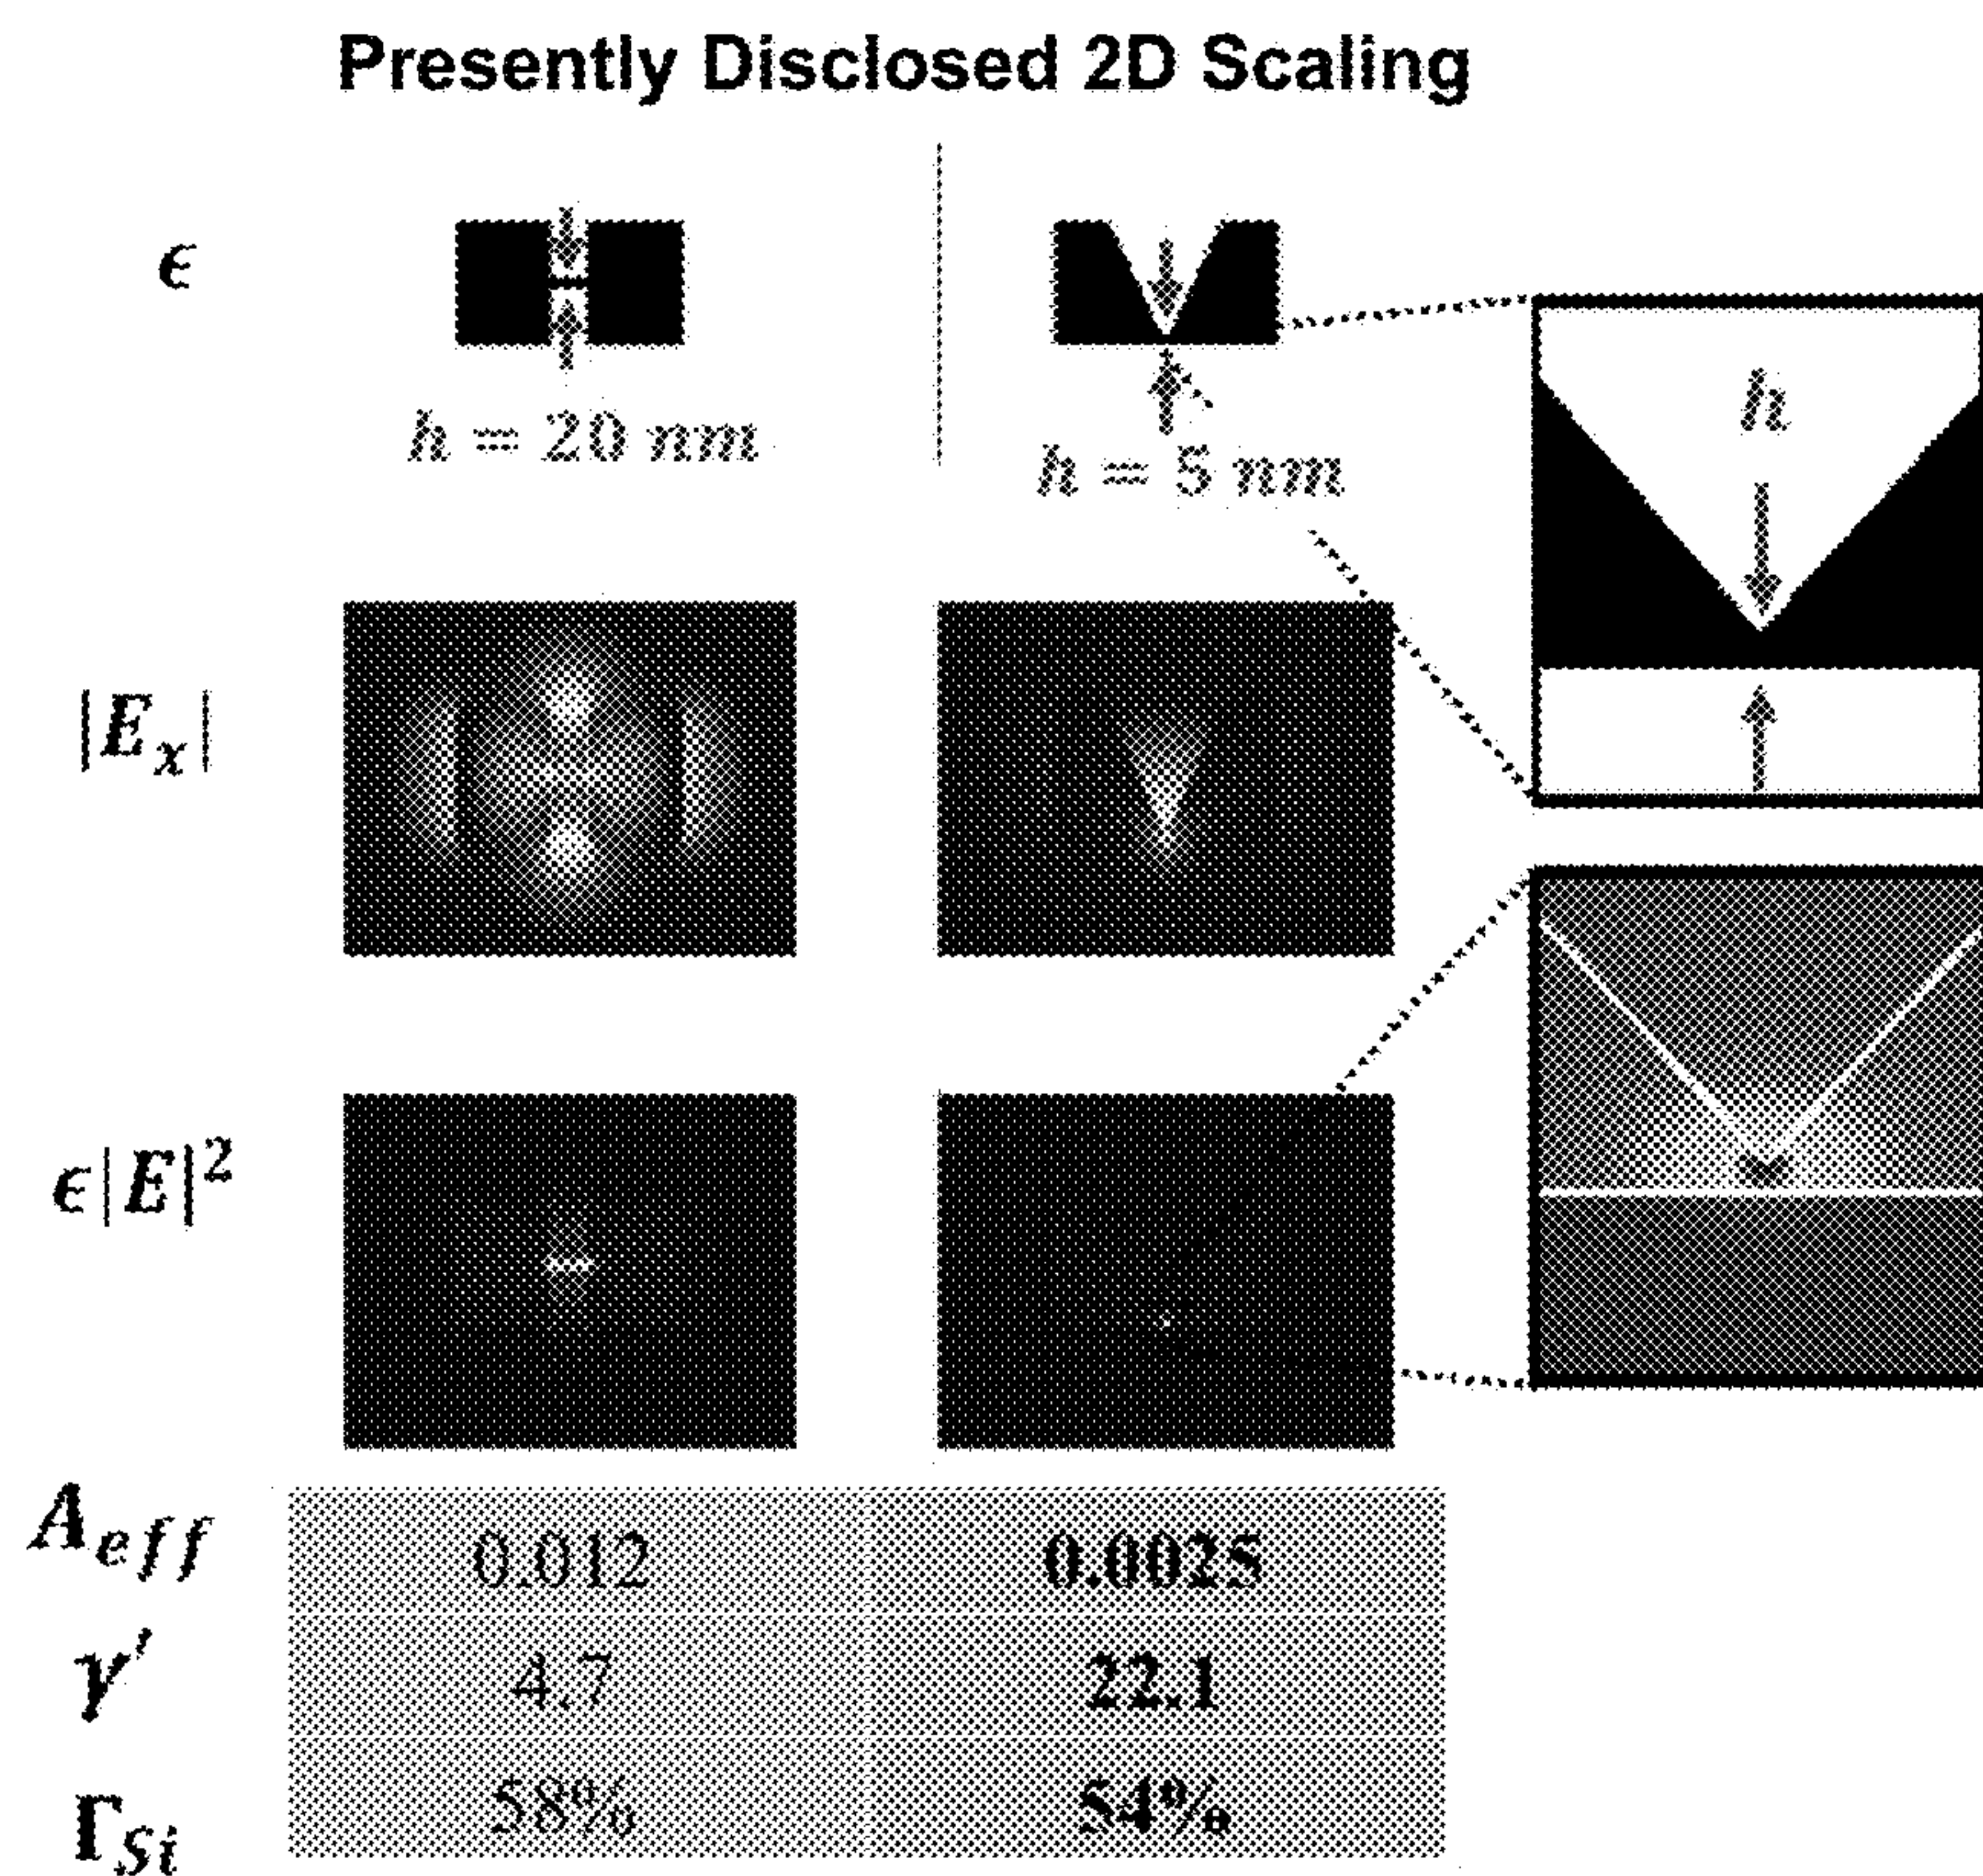 Presently Disclosed 2D Scaling
ϵ
h = 20 nm
h = 5 nm
h
|E_x|
ϵ|E|²
A_eff 0.012 0.0025
γ′ 4.7 22.1
Γ_Si 58% 54%